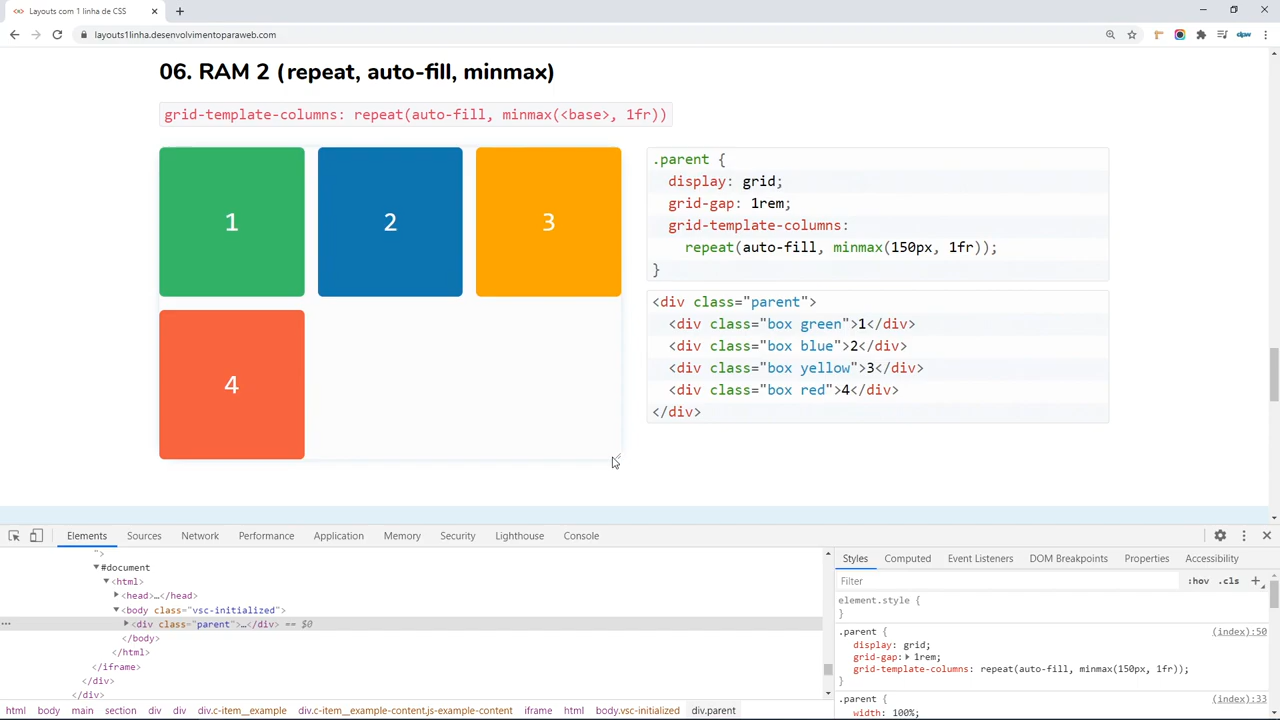 Layouts com 1 linha de CSS
layouts1linha.desenvolvimentoparaweb.com
dpw
06. RAM 2 (repeat, auto-fill, minmax)
grid-template-columns: repeat(auto-fill, minmax(<base>, 1fr))
1
2
3
4
.parent {
display: grid;
grid-gap: 1rem;
grid-template-columns:
repeat(auto-fill, minmax(150px, 1fr));
}
<div class="parent">
<div class="box green">1</div>
<div class="box blue">2</div>
<div class="box yellow">3</div>
<div class="box red">4</div>
</div>
Elements Sources Network Performance Application Memory Security Lighthouse Console
">
#document
<html>
<head>…</head>
<body class="vsc-initialized">
… <div class="parent">…</div> == $0
</body>
</html>
</iframe>
</div>
</div>
html body main section div div div.c-item__example div.c-item__example-content.js-example-content iframe html body.vsc-initialized div.parent
Styles Computed Event Listeners DOM Breakpoints Properties Accessibility
Filter :hov .cls +
element.style {
}
.parent { (index):50
display: grid;
grid-gap: 1rem;
grid-template-columns: repeat(auto-fill, minmax(150px, 1fr));
}
.parent { (index):33
width: 100%;